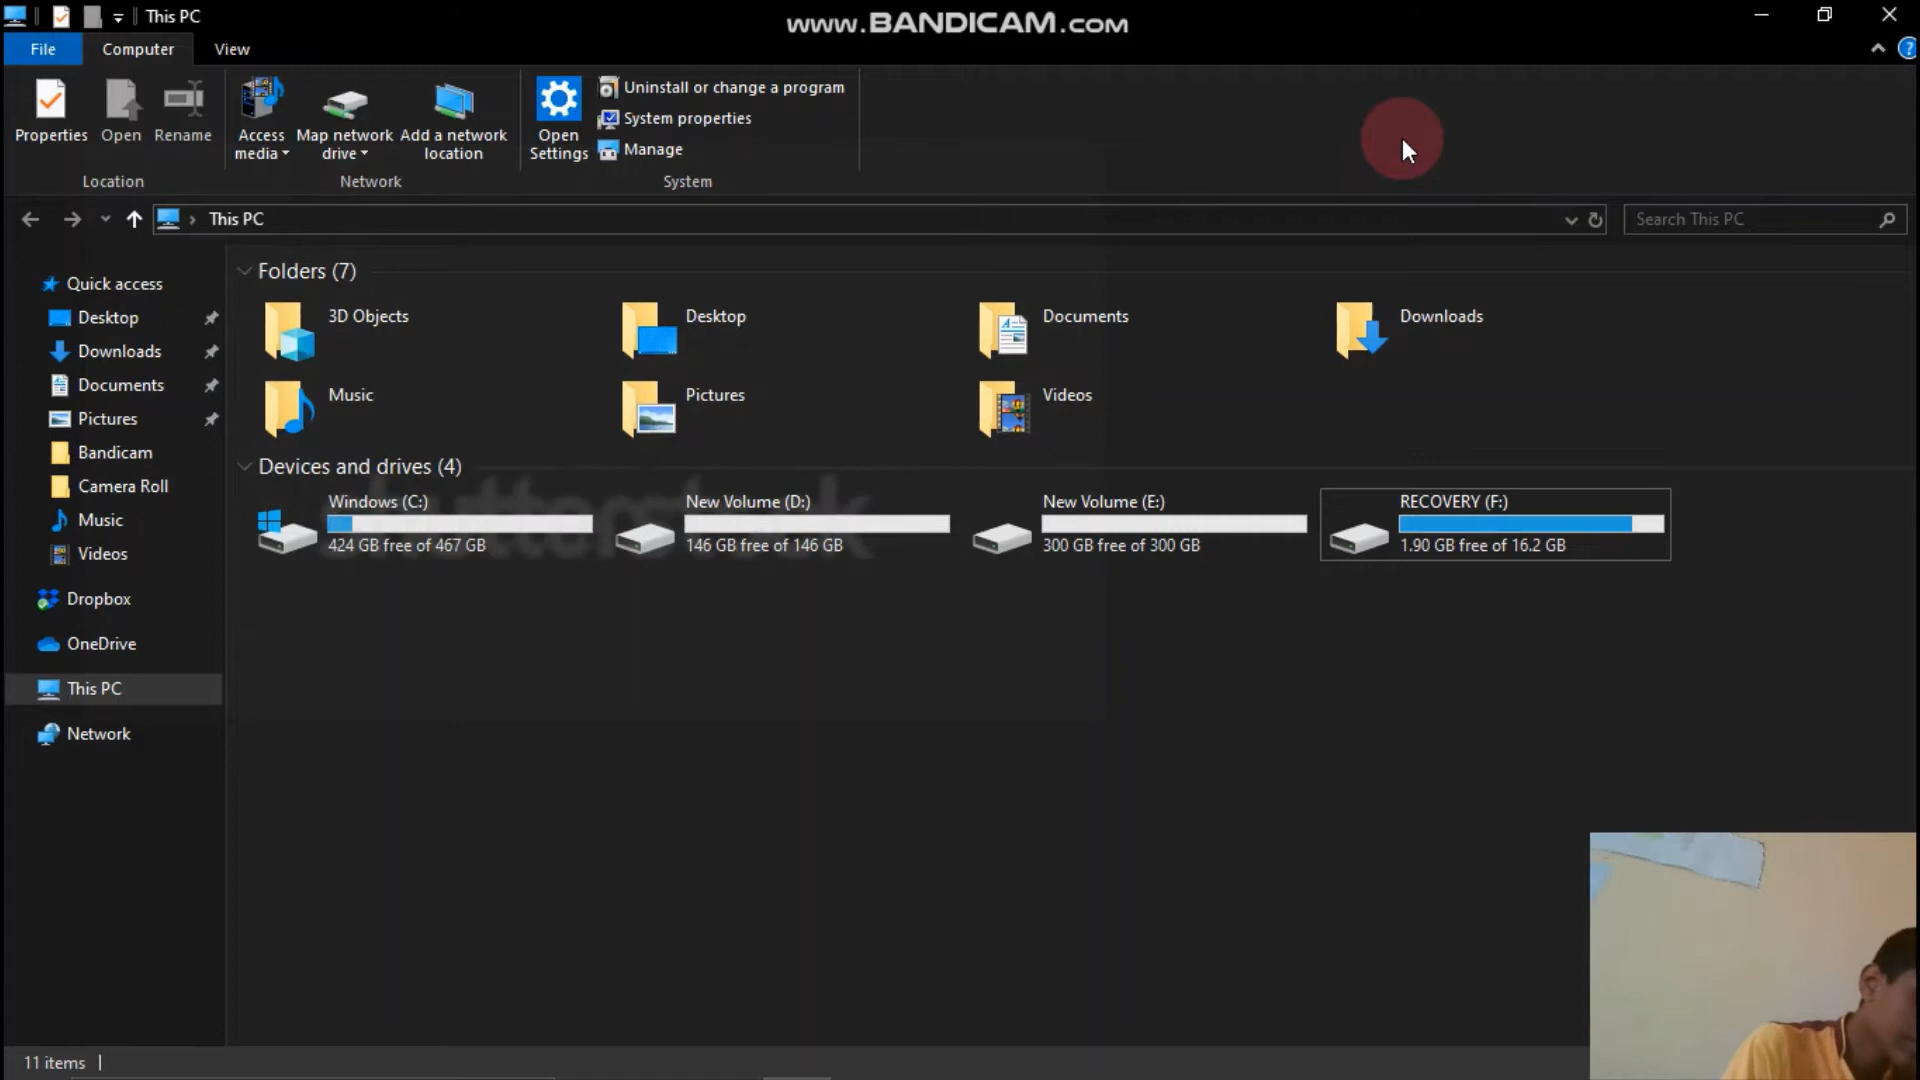 This PC
www.BANDICAM.com
File
Computer
View
Properties
Open
Rename
Access media
Map network drive
Add a network location
Open Settings
Uninstall or change a program
System properties
Manage
Location
Network
System
This PC
Search This PC
Quick access
Desktop
Downloads
Documents
Pictures
Bandicam
Camera Roll
Music
Videos
Dropbox
OneDrive
This PC
Network
Folders (7)
3D Objects
Desktop
Documents
Downloads
Music
Pictures
Videos
Devices and drives (4)
Windows (C:)
424 GB free of 467 GB
New Volume (D:)
146 GB free of 146 GB
New Volume (E:)
300 GB free of 300 GB
RECOVERY (F:)
1.90 GB free of 16.2 GB
11 items